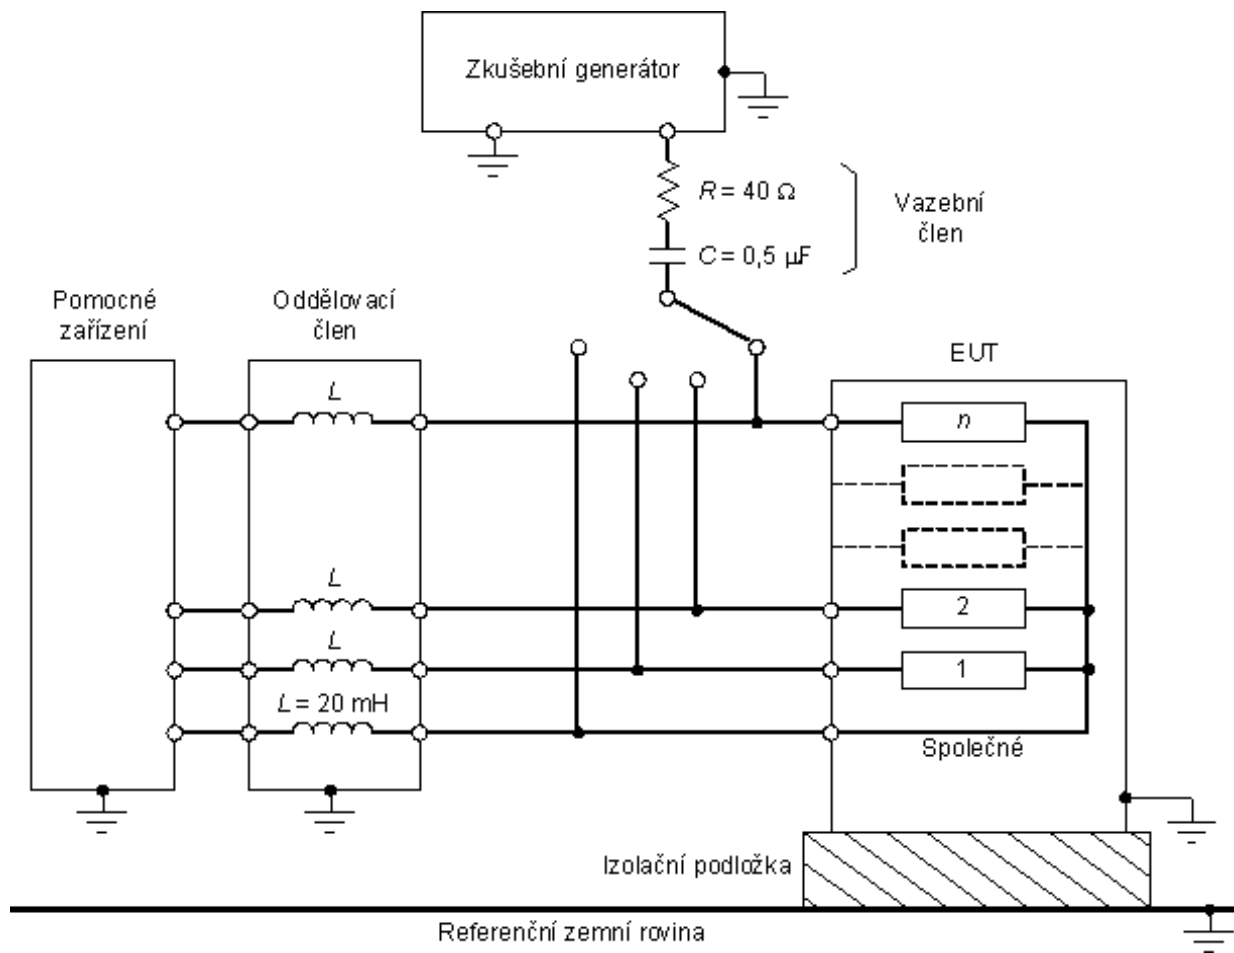 Zkušební generátor
R = 40 Ω
C = 0,5 µF
Vazební
člen
Pomocné
zařízení
Oddělovací
člen
EUT
L
n
L
2
L
1
L = 20 mH
Společné
Izolační podložka
Referenční zemní rovina